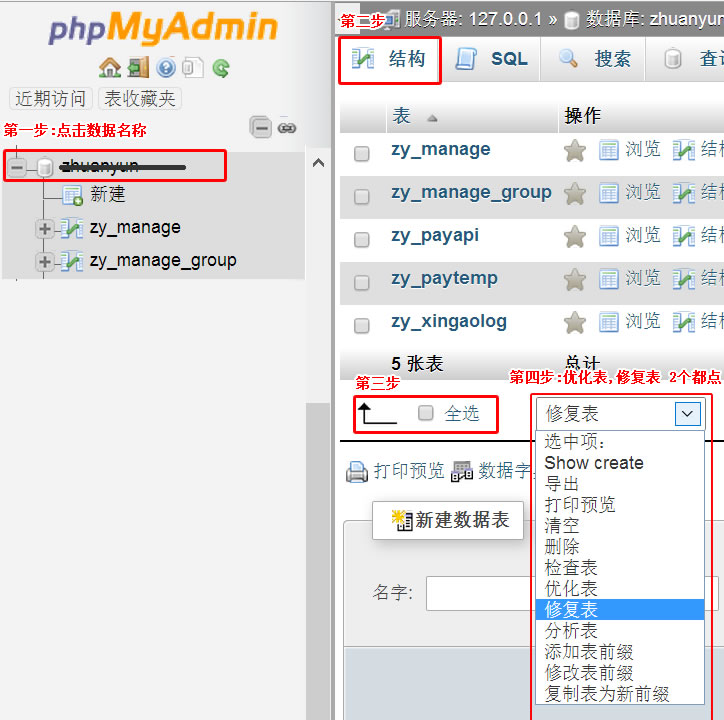 phpMyAdmin
近期访问 表收藏夹
第一步:点击数据名称
zhuanyun
新建
zy_manage
zy_manage_group
第二步
服务器: 127.0.0.1 » 数据库: zhuanyun
结构 SQL 搜索
表 操作
zy_manage 浏览
zy_manage_group 浏览
zy_payapi 浏览
zy_paytemp 浏览
zy_xingaolog 浏览
5 张表 总计
第三步
第四步:优化表,修复表 2个都点
全选
修复表
选中项:
Show create
导出
打印预览
清空
删除
检查表
优化表
修复表
分析表
添加表前缀
修改表前缀
复制表为新前缀
打印预览 数据字
新建数据表
名字: